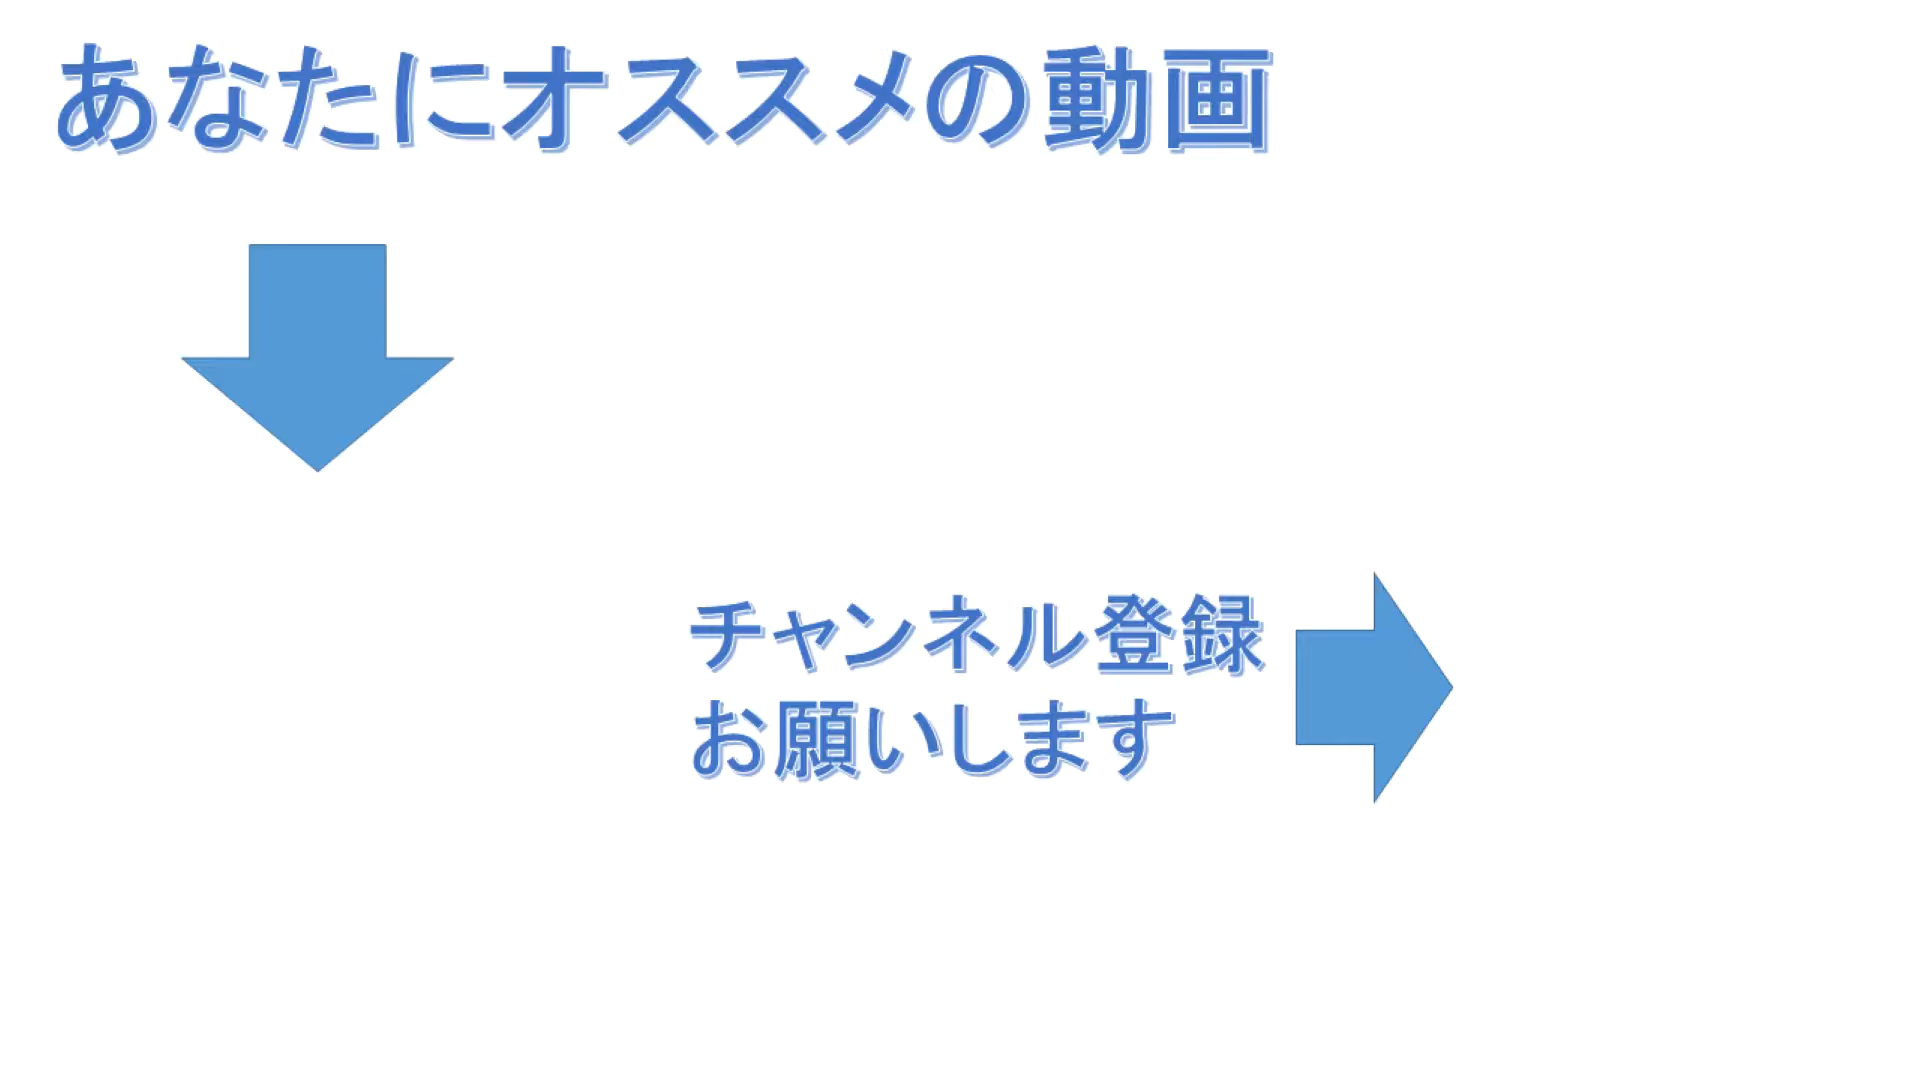 あなたにオススメの動画
チャンネル登録
お願いします